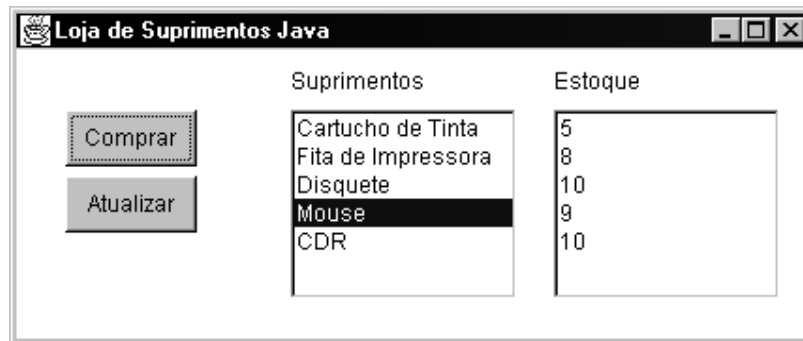 Loja de Suprimentos Java
Suprimentos Estoque
Comprar
Atualizar
Cartucho de Tinta 5
Fita de Impressora 8
Disquete 10
Mouse 9
CDR 10